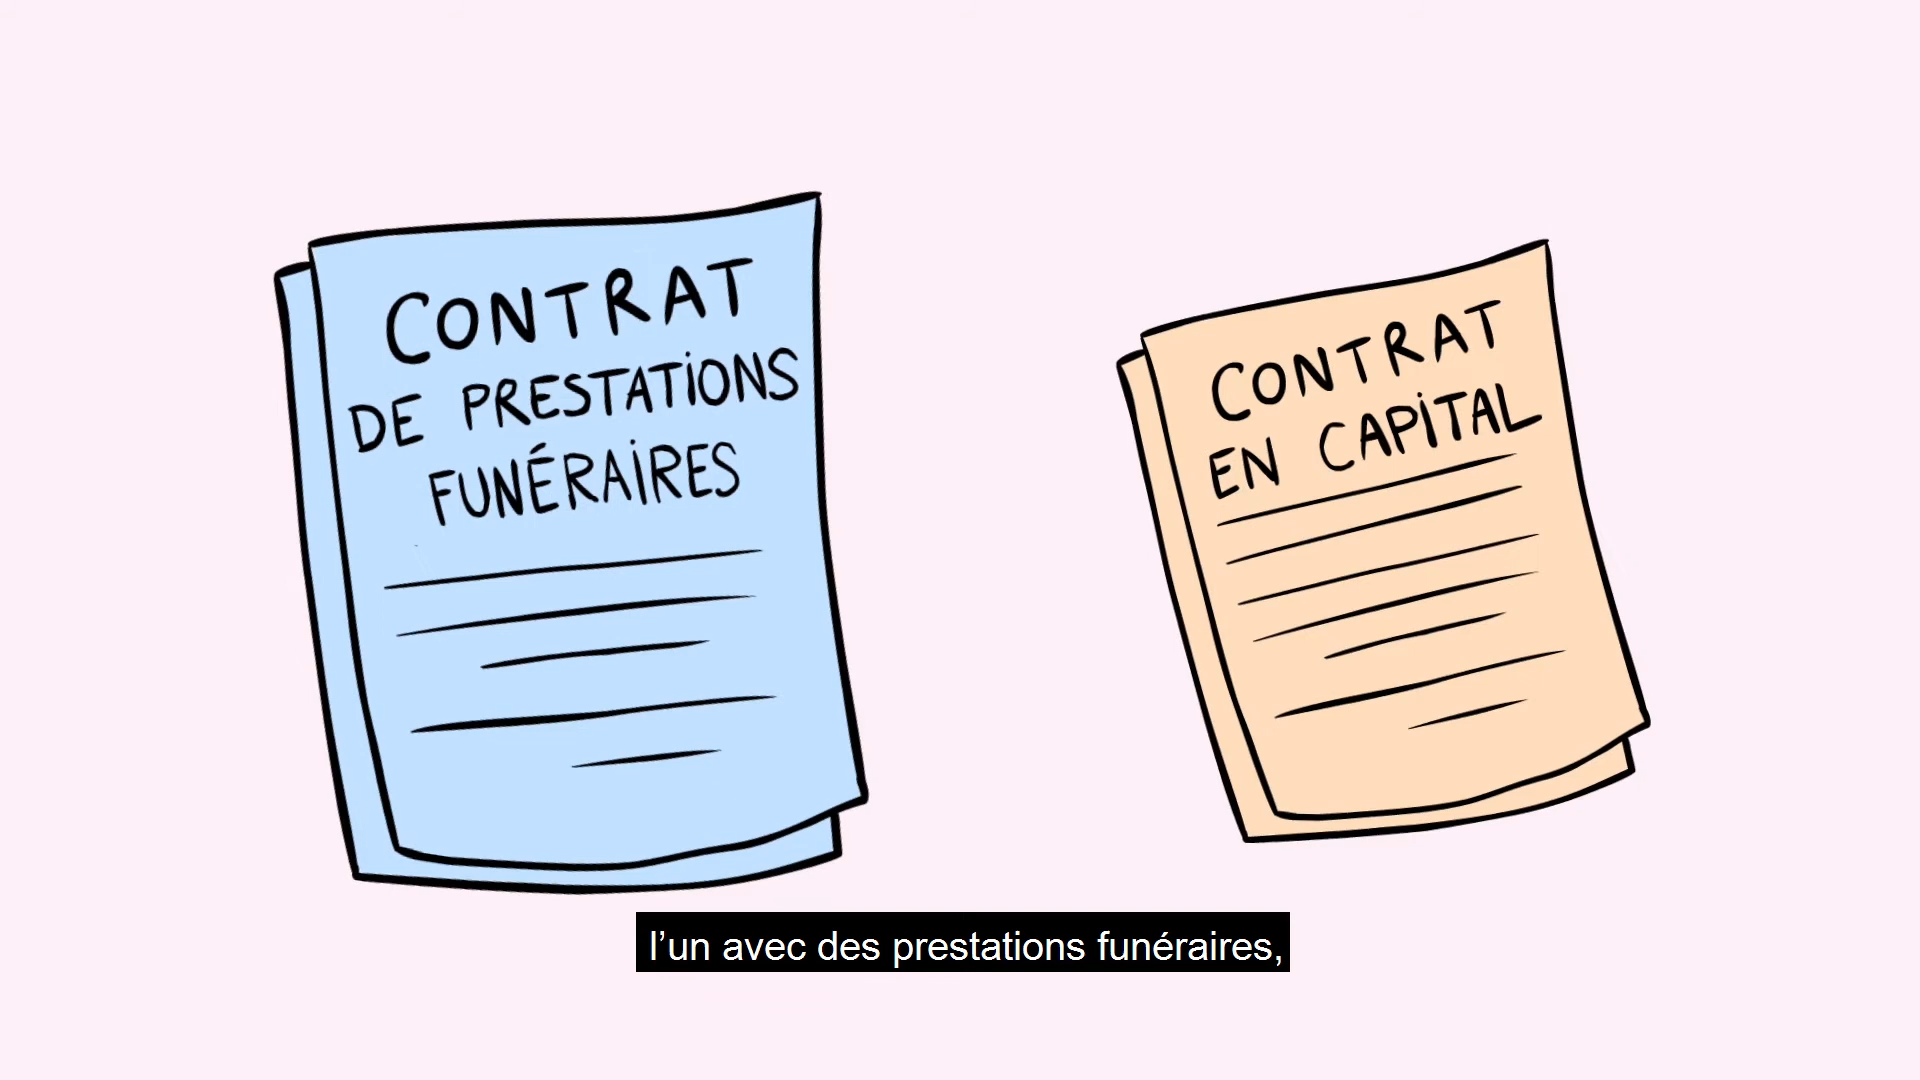 CONTRAT
DE PRESTATIONS
FUNÉRAIRES
CONTRAT
EN CAPITAL
l’un avec des prestations funéraires,